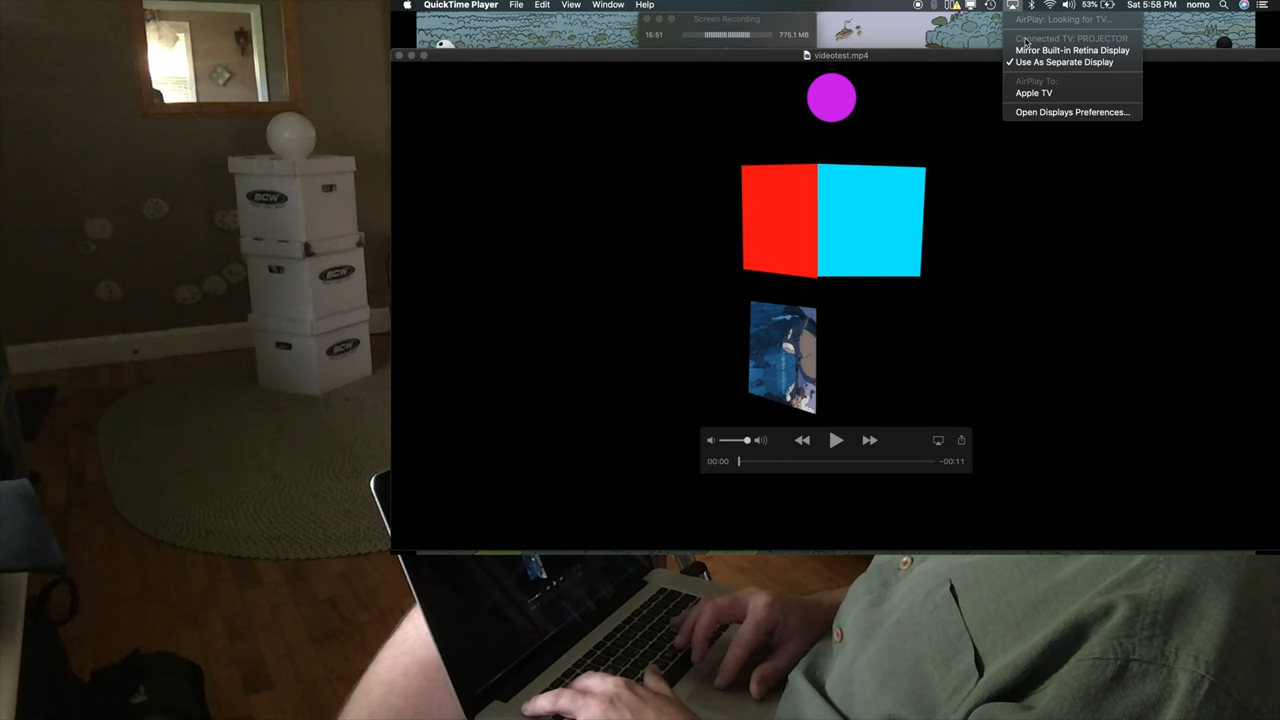 QuickTime Player File Edit View Window Help
53% Sat 5:58 PM nomo
Screen Recording
15:51 775.1 MB
videotest.mp4
AirPlay: Looking for TV...
Connected TV: PROJECTOR
Mirror Built-in Retina Display
✓ Use As Separate Display
AirPlay To:
Apple TV
Open Displays Preferences...
BCW
BCW
BCW
00:00 -00:11